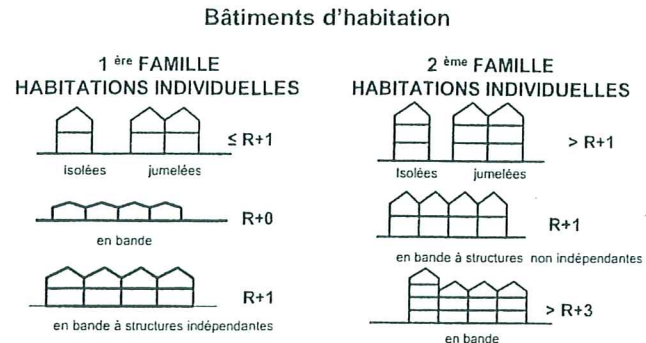 Bâtiments d'habitation
1 ère FAMILLE
HABITATIONS INDIVIDUELLES
≤ R+1
isolées jumelées
R+0
en bande
R+1
en bande à structures indépendantes
2 ème FAMILLE
HABITATIONS INDIVIDUELLES
> R+1
Isolées jumelées
R+1
en bande à structures non indépendantes
> R+3
en bande